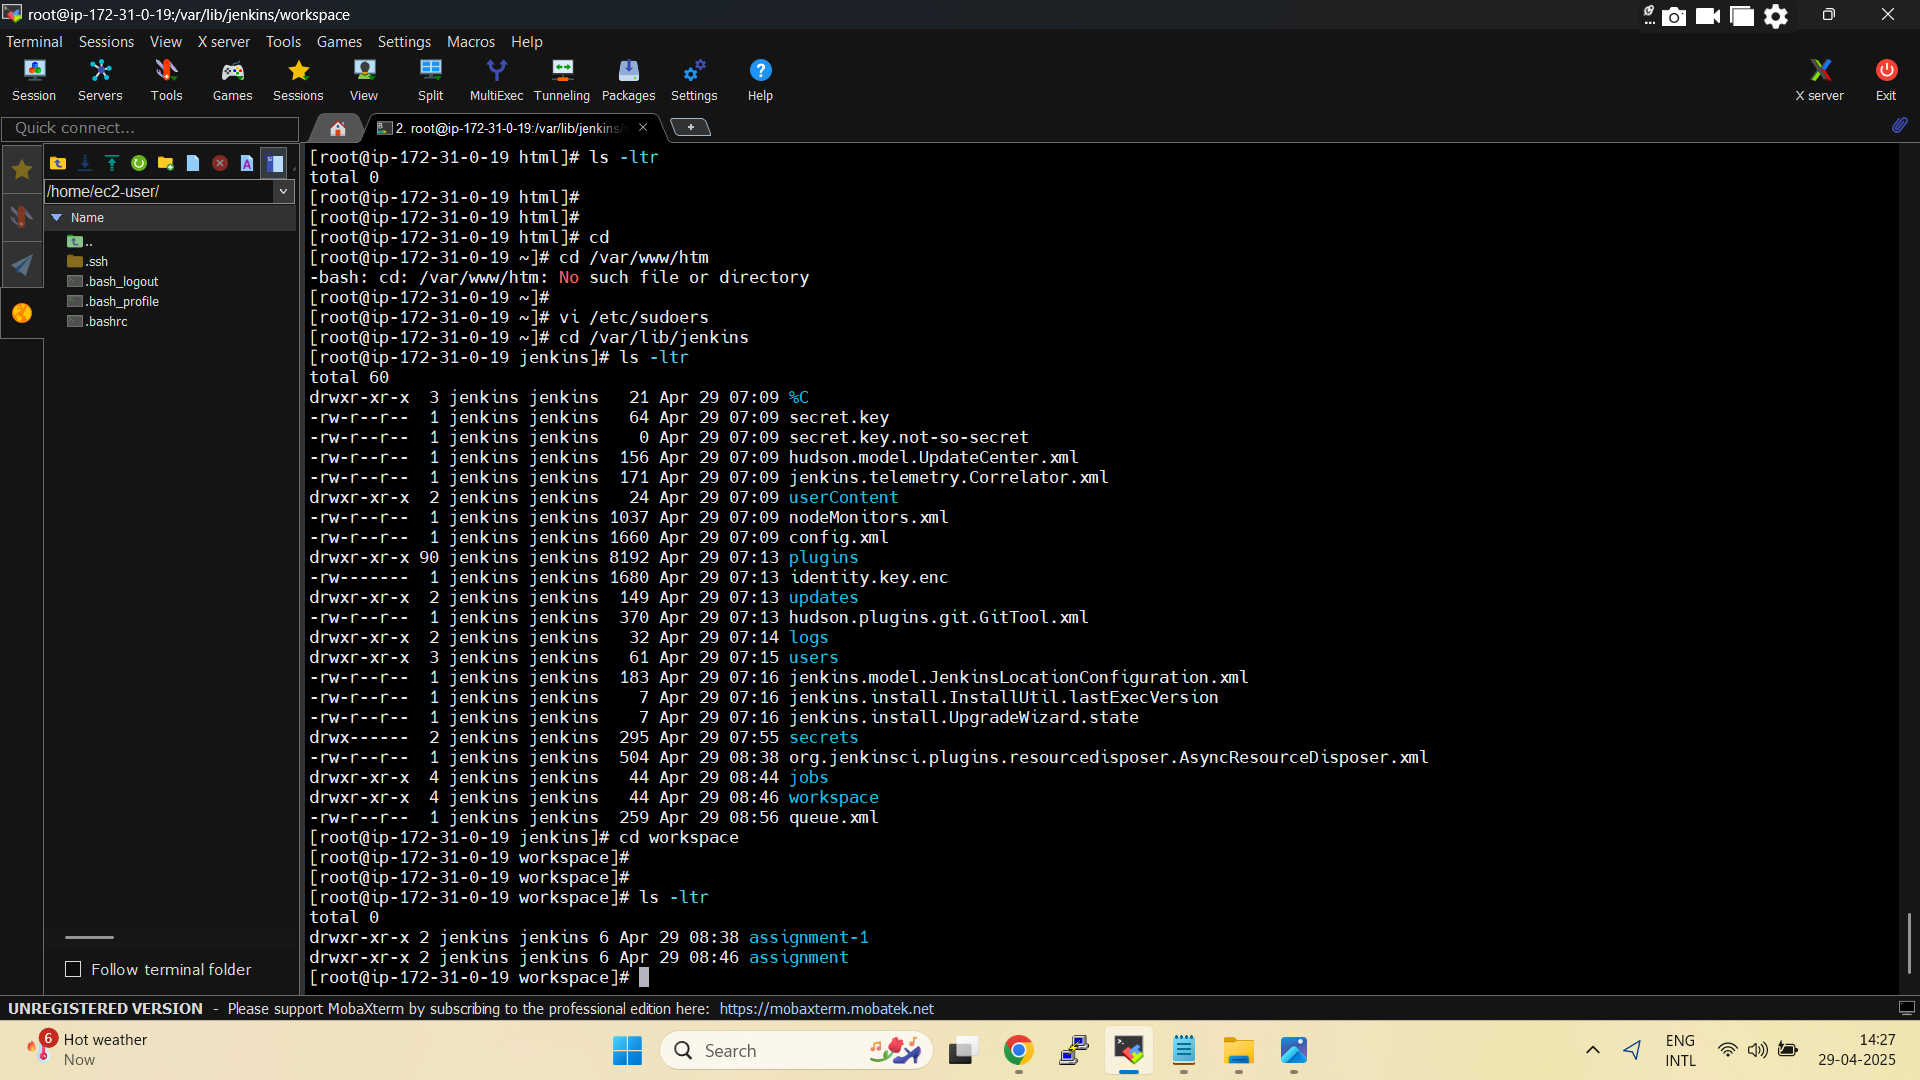 root@ip-172-31-0-19:/var/lib/jenkins/workspace
Terminal Sessions View X server Tools Games Settings Macros Help
Session Servers Tools Games Sessions View Split MultiExec Tunneling Packages Settings Help X server Exit
Quick connect...
2. root@ip-172-31-0-19:/var/lib/jenkins/
/home/ec2-user/
Name
..
.ssh
.bash_logout
.bash_profile
.bashrc
[root@ip-172-31-0-19 html]# ls -ltr
total 0
[root@ip-172-31-0-19 html]#
[root@ip-172-31-0-19 html]#
[root@ip-172-31-0-19 html]# cd
[root@ip-172-31-0-19 ~]# cd /var/www/htm
-bash: cd: /var/www/htm: No such file or directory
[root@ip-172-31-0-19 ~]#
[root@ip-172-31-0-19 ~]# vi /etc/sudoers
[root@ip-172-31-0-19 ~]# cd /var/lib/jenkins
[root@ip-172-31-0-19 jenkins]# ls -ltr
total 60
drwxr-xr-x  3 jenkins jenkins   21 Apr 29 07:09 %C
-rw-r--r--  1 jenkins jenkins   64 Apr 29 07:09 secret.key
-rw-r--r--  1 jenkins jenkins    0 Apr 29 07:09 secret.key.not-so-secret
-rw-r--r--  1 jenkins jenkins  156 Apr 29 07:09 hudson.model.UpdateCenter.xml
-rw-r--r--  1 jenkins jenkins  171 Apr 29 07:09 jenkins.telemetry.Correlator.xml
drwxr-xr-x  2 jenkins jenkins   24 Apr 29 07:09 userContent
-rw-r--r--  1 jenkins jenkins 1037 Apr 29 07:09 nodeMonitors.xml
-rw-r--r--  1 jenkins jenkins 1660 Apr 29 07:09 config.xml
drwxr-xr-x 90 jenkins jenkins 8192 Apr 29 07:13 plugins
-rw-------  1 jenkins jenkins 1680 Apr 29 07:13 identity.key.enc
drwxr-xr-x  2 jenkins jenkins  149 Apr 29 07:13 updates
-rw-r--r--  1 jenkins jenkins  370 Apr 29 07:13 hudson.plugins.git.GitTool.xml
drwxr-xr-x  2 jenkins jenkins   32 Apr 29 07:14 logs
drwxr-xr-x  3 jenkins jenkins   61 Apr 29 07:15 users
-rw-r--r--  1 jenkins jenkins  183 Apr 29 07:16 jenkins.model.JenkinsLocationConfiguration.xml
-rw-r--r--  1 jenkins jenkins    7 Apr 29 07:16 jenkins.install.InstallUtil.lastExecVersion
-rw-r--r--  1 jenkins jenkins    7 Apr 29 07:16 jenkins.install.UpgradeWizard.state
drwx------  2 jenkins jenkins  295 Apr 29 07:55 secrets
-rw-r--r--  1 jenkins jenkins  504 Apr 29 08:38 org.jenkinsci.plugins.resourcedisposer.AsyncResourceDisposer.xml
drwxr-xr-x  4 jenkins jenkins   44 Apr 29 08:44 jobs
drwxr-xr-x  4 jenkins jenkins   44 Apr 29 08:46 workspace
-rw-r--r--  1 jenkins jenkins  259 Apr 29 08:56 queue.xml
[root@ip-172-31-0-19 jenkins]# cd workspace
[root@ip-172-31-0-19 workspace]#
[root@ip-172-31-0-19 workspace]#
[root@ip-172-31-0-19 workspace]# ls -ltr
total 0
drwxr-xr-x 2 jenkins jenkins 6 Apr 29 08:38 assignment-1
drwxr-xr-x 2 jenkins jenkins 6 Apr 29 08:46 assignment
[root@ip-172-31-0-19 workspace]#
Follow terminal folder
UNREGISTERED VERSION - Please support MobaXterm by subscribing to the professional edition here: https://mobaxterm.mobatek.net
6
Hot weather
Now
Search
ENG
INTL
14:27
29-04-2025